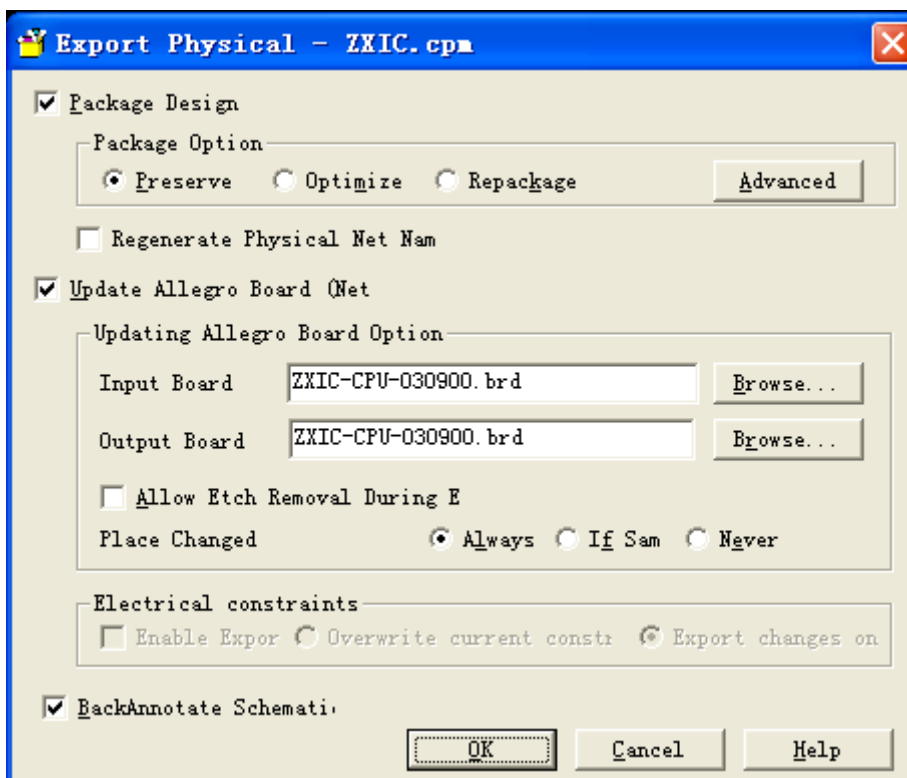 Export Physical - ZXIC.cpm
Package Design
Package Option
Preserve Optimize Repackage Advanced
Regenerate Physical Net Nam
Update Allegro Board (Net
Updating Allegro Board Option
Input Board ZXIC-CPU-030900.brd Browse...
Output Board ZXIC-CPU-030900.brd Browse...
Allow Etch Removal During E
Place Changed Always If Sam Never
Electrical constraints
Enable Expor Overwrite current constr Export changes on
BackAnnotate Schemati
OK Cancel Help